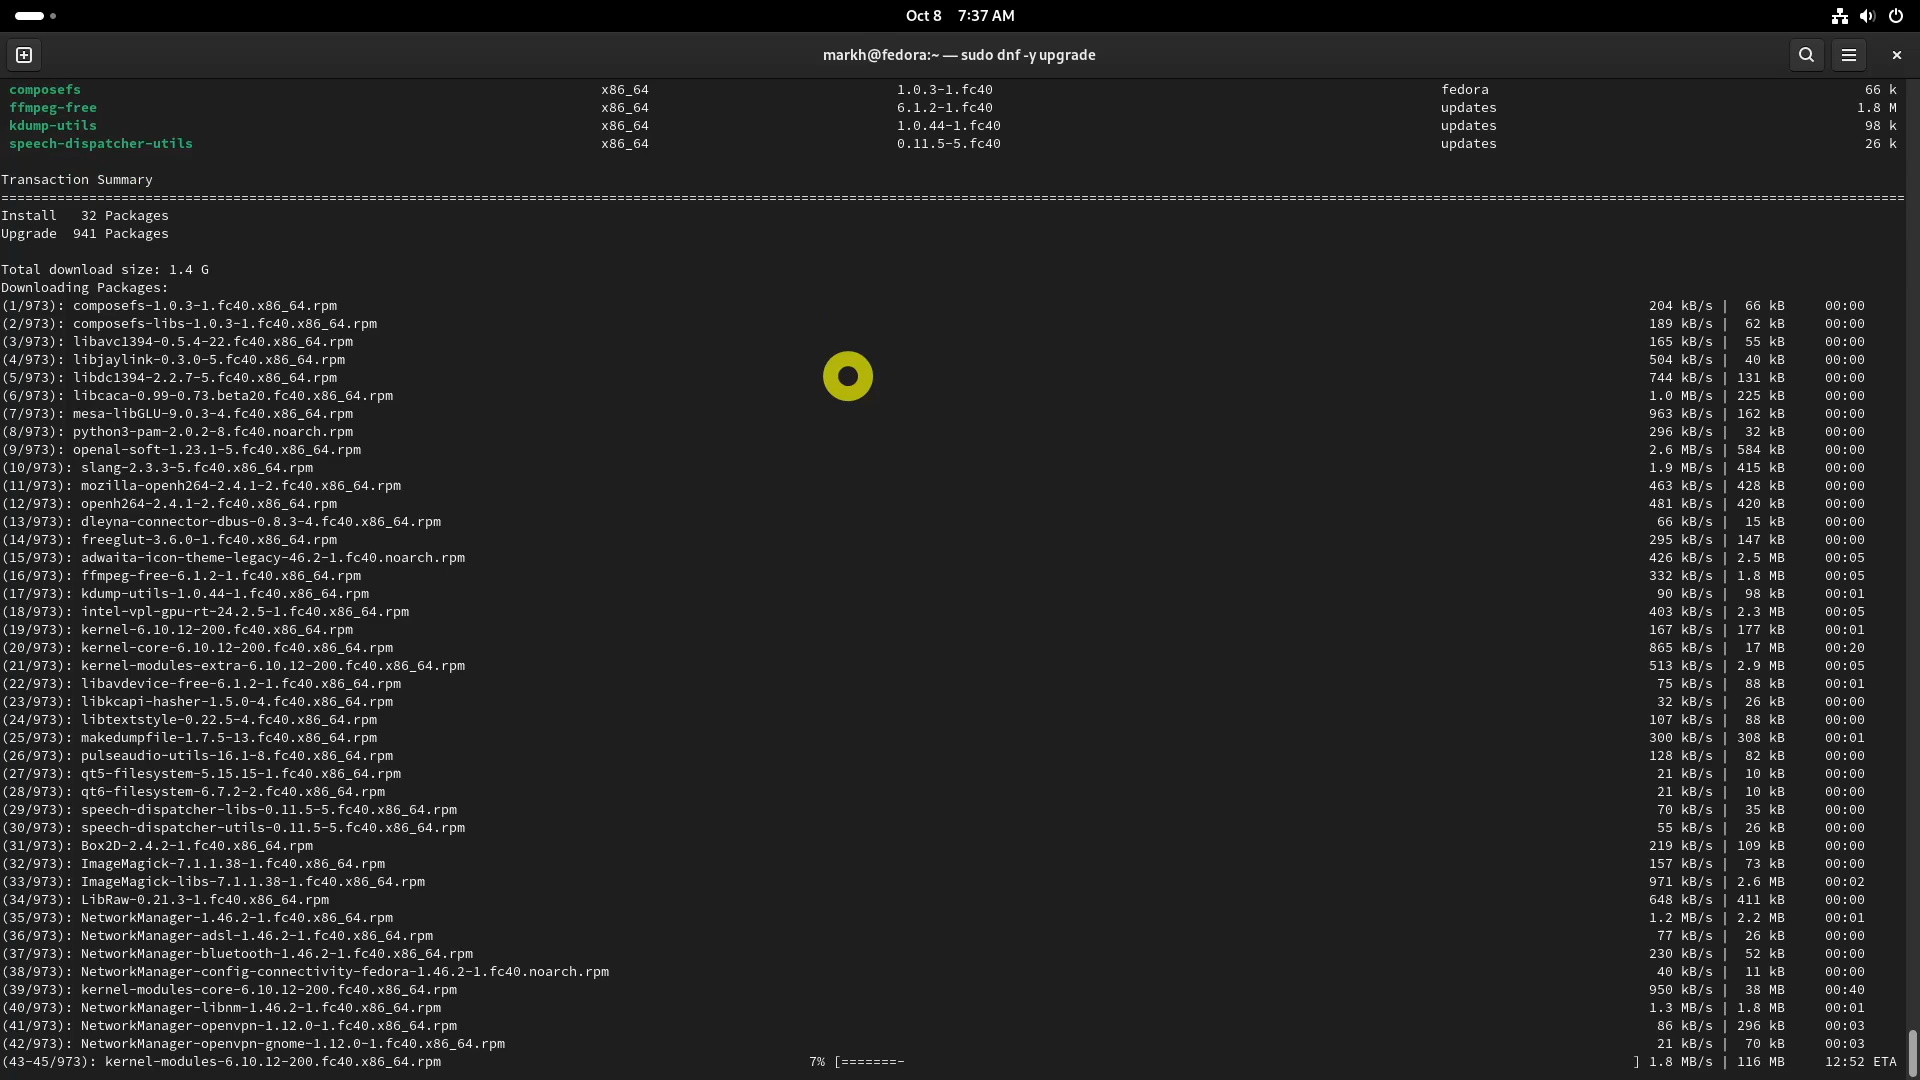 Oct 8 7:37 AM
markh@fedora:~ — sudo dnf -y upgrade
composefs x86_64 1.0.3-1.fc40 fedora 66 k
ffmpeg-free x86_64 6.1.2-1.fc40 updates 1.8 M
kdump-utils x86_64 1.0.44-1.fc40 updates 98 k
speech-dispatcher-utils x86_64 0.11.5-5.fc40 updates 26 k
Transaction Summary
================================================================================
Install 32 Packages
Upgrade 941 Packages
Total download size: 1.4 G
Downloading Packages:
(1/973): composefs-1.0.3-1.fc40.x86_64.rpm 204 kB/s | 66 kB 00:00
(2/973): composefs-libs-1.0.3-1.fc40.x86_64.rpm 189 kB/s | 62 kB 00:00
(3/973): libavc1394-0.5.4-22.fc40.x86_64.rpm 165 kB/s | 55 kB 00:00
(4/973): libjaylink-0.3.0-5.fc40.x86_64.rpm 504 kB/s | 40 kB 00:00
(5/973): libdc1394-2.2.7-5.fc40.x86_64.rpm 744 kB/s | 131 kB 00:00
(6/973): libcaca-0.99-0.73.beta20.fc40.x86_64.rpm 1.0 MB/s | 225 kB 00:00
(7/973): mesa-libGLU-9.0.3-4.fc40.x86_64.rpm 963 kB/s | 162 kB 00:00
(8/973): python3-pam-2.0.2-8.fc40.noarch.rpm 296 kB/s | 32 kB 00:00
(9/973): openal-soft-1.23.1-5.fc40.x86_64.rpm 2.6 MB/s | 584 kB 00:00
(10/973): slang-2.3.3-5.fc40.x86_64.rpm 1.9 MB/s | 415 kB 00:00
(11/973): mozilla-openh264-2.4.1-2.fc40.x86_64.rpm 463 kB/s | 428 kB 00:00
(12/973): openh264-2.4.1-2.fc40.x86_64.rpm 481 kB/s | 420 kB 00:00
(13/973): dleyna-connector-dbus-0.8.3-4.fc40.x86_64.rpm 66 kB/s | 15 kB 00:00
(14/973): freeglut-3.6.0-1.fc40.x86_64.rpm 295 kB/s | 147 kB 00:00
(15/973): adwaita-icon-theme-legacy-46.2-1.fc40.noarch.rpm 426 kB/s | 2.5 MB 00:05
(16/973): ffmpeg-free-6.1.2-1.fc40.x86_64.rpm 332 kB/s | 1.8 MB 00:05
(17/973): kdump-utils-1.0.44-1.fc40.x86_64.rpm 90 kB/s | 98 kB 00:01
(18/973): intel-vpl-gpu-rt-24.2.5-1.fc40.x86_64.rpm 403 kB/s | 2.3 MB 00:05
(19/973): kernel-6.10.12-200.fc40.x86_64.rpm 167 kB/s | 177 kB 00:01
(20/973): kernel-core-6.10.12-200.fc40.x86_64.rpm 865 kB/s | 17 MB 00:20
(21/973): kernel-modules-extra-6.10.12-200.fc40.x86_64.rpm 513 kB/s | 2.9 MB 00:05
(22/973): libavdevice-free-6.1.2-1.fc40.x86_64.rpm 75 kB/s | 88 kB 00:01
(23/973): libkcapi-hasher-1.5.0-4.fc40.x86_64.rpm 32 kB/s | 26 kB 00:00
(24/973): libtextstyle-0.22.5-4.fc40.x86_64.rpm 107 kB/s | 88 kB 00:00
(25/973): makedumpfile-1.7.5-13.fc40.x86_64.rpm 300 kB/s | 308 kB 00:01
(26/973): pulseaudio-utils-16.1-8.fc40.x86_64.rpm 128 kB/s | 82 kB 00:00
(27/973): qt5-filesystem-5.15.15-1.fc40.x86_64.rpm 21 kB/s | 10 kB 00:00
(28/973): qt6-filesystem-6.7.2-2.fc40.x86_64.rpm 21 kB/s | 10 kB 00:00
(29/973): speech-dispatcher-libs-0.11.5-5.fc40.x86_64.rpm 70 kB/s | 35 kB 00:00
(30/973): speech-dispatcher-utils-0.11.5-5.fc40.x86_64.rpm 55 kB/s | 26 kB 00:00
(31/973): Box2D-2.4.2-1.fc40.x86_64.rpm 219 kB/s | 109 kB 00:00
(32/973): ImageMagick-7.1.1.38-1.fc40.x86_64.rpm 157 kB/s | 73 kB 00:00
(33/973): ImageMagick-libs-7.1.1.38-1.fc40.x86_64.rpm 971 kB/s | 2.6 MB 00:02
(34/973): LibRaw-0.21.3-1.fc40.x86_64.rpm 648 kB/s | 411 kB 00:00
(35/973): NetworkManager-1.46.2-1.fc40.x86_64.rpm 1.2 MB/s | 2.2 MB 00:01
(36/973): NetworkManager-adsl-1.46.2-1.fc40.x86_64.rpm 77 kB/s | 26 kB 00:00
(37/973): NetworkManager-bluetooth-1.46.2-1.fc40.x86_64.rpm 230 kB/s | 52 kB 00:00
(38/973): NetworkManager-config-connectivity-fedora-1.46.2-1.fc40.noarch.rpm 40 kB/s | 11 kB 00:00
(39/973): kernel-modules-core-6.10.12-200.fc40.x86_64.rpm 950 kB/s | 38 MB 00:40
(40/973): NetworkManager-libnm-1.46.2-1.fc40.x86_64.rpm 1.3 MB/s | 1.8 MB 00:01
(41/973): NetworkManager-openvpn-1.12.0-1.fc40.x86_64.rpm 86 kB/s | 296 kB 00:03
(42/973): NetworkManager-openvpn-gnome-1.12.0-1.fc40.x86_64.rpm 21 kB/s | 70 kB 00:03
(43-45/973): kernel-modules-6.10.12-200.fc40.x86_64.rpm 7% [=======- ] 1.8 MB/s | 116 MB 12:52 ETA